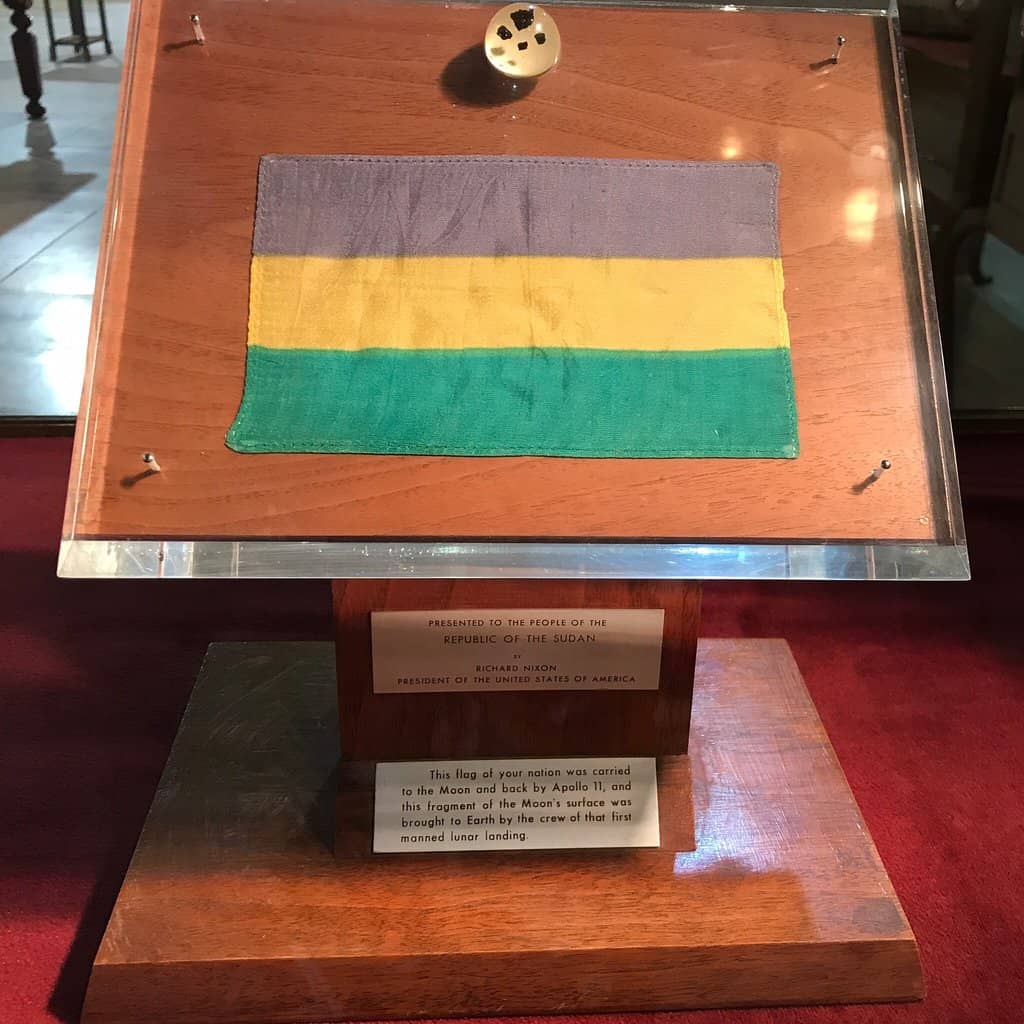 PRESENTED TO THE PEOPLE OF THE
REPUBLIC OF THE SUDAN
BY
RICHARD NIXON
PRESIDENT OF THE UNITED STATES OF AMERICA
This flag of your nation was carried
to the Moon and back by Apollo 11, and
this fragment of the Moon's surface was
brought to Earth by the crew of that first
manned lunar landing.